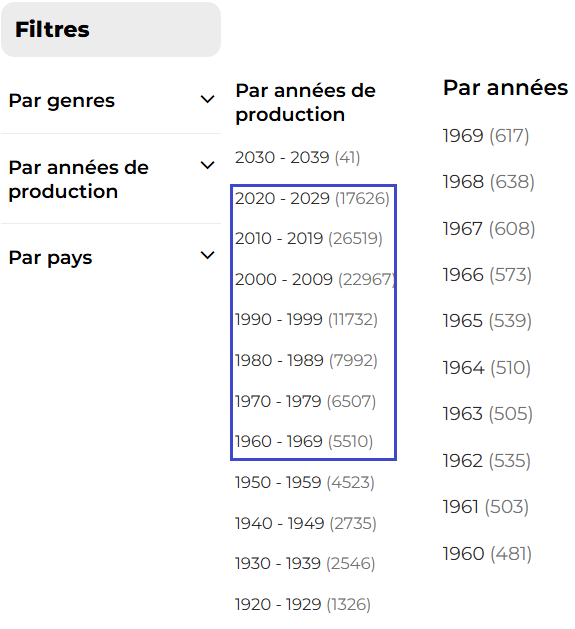 Filtres
Par genres
Par années de
production
Par pays
Par années de
production
2030 - 2039 (41)
2020 - 2029 (17626)
2010 - 2019 (26519)
2000 - 2009 (22967)
1990 - 1999 (11732)
1980 - 1989 (7992)
1970 - 1979 (6507)
1960 - 1969 (5510)
1950 - 1959 (4523)
1940 - 1949 (2735)
1930 - 1939 (2546)
1920 - 1929 (1326)
Par années
1969 (617)
1968 (638)
1967 (608)
1966 (573)
1965 (539)
1964 (510)
1963 (505)
1962 (535)
1961 (503)
1960 (481)